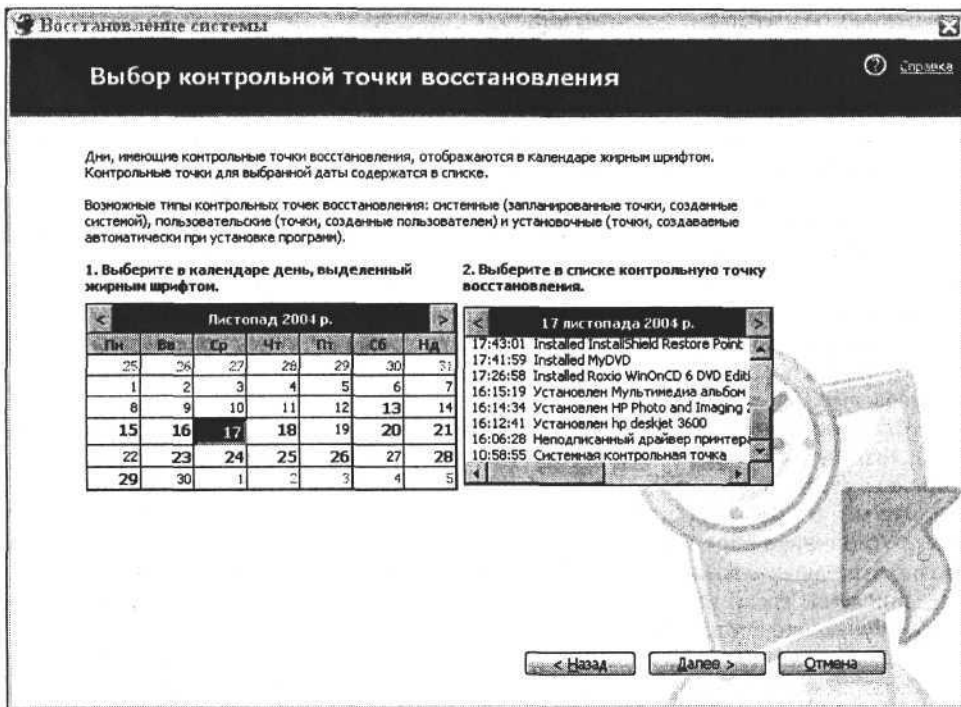 Восстановление системы
Выбор контрольной точки восстановления
? Справка
Дни, имеющие контрольные точки восстановления, отображаются в календаре жирным шрифтом.
Контрольные точки для выбранной даты содержатся в списке.
Возможные типы контрольных точек восстановления: системные (запланированные точки, созданные
системой), пользовательские (точки, созданные пользователем) и установочные (точки, создаваемые
автоматически при установке программ).
1. Выберите в календаре день, выделенный
жирным шрифтом.
< Листопад 2004 р. >
Пн Вв Ср Чт Пт Сб Нд
25 26 27 28 29 30 31
1 2 3 4 5 6 7
8 9 10 11 12 13 14
15 16 17 18 19 20 21
22 23 24 25 26 27 28
29 30 1 2 3 4 5
2. Выберите в списке контрольную точку
восстановления.
< 17 листопада 2004 р. >
17:43:01 Installed InstallShield Restore Point
17:41:59 Installed MyDVD
17:26:58 Installed Roxio WinOnCD 6 DVD Editi
16:15:19 Установлен Мультимедиа альбом
16:14:34 Установлен HP Photo and Imaging 2
16:12:41 Установлен hp deskjet 3600
16:06:28 Неподписанный драйвер принтера
10:58:55 Системная контрольная точка
< Назад
Далее >
Отмена